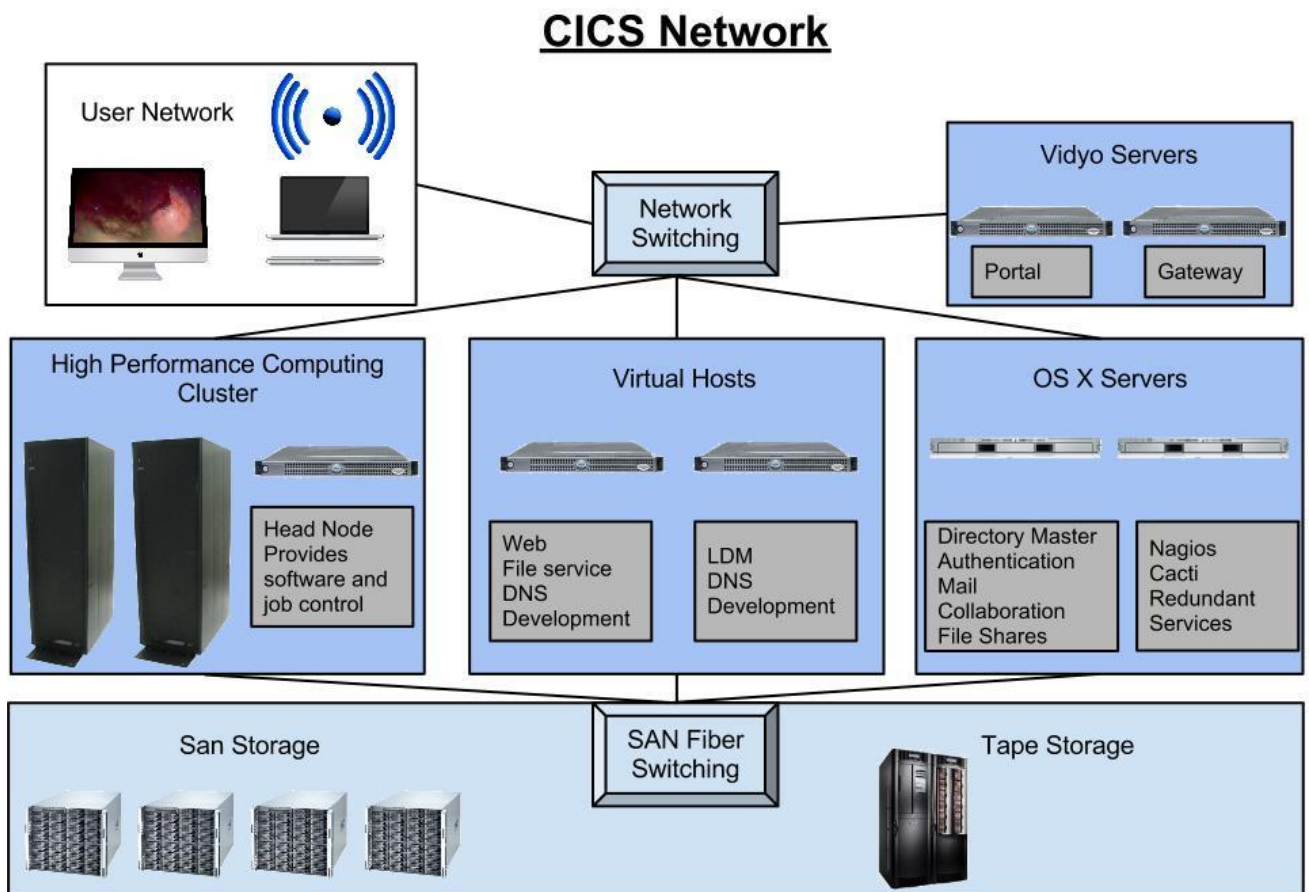 CICS Network
User Network
Network
Switching
Vidyo Servers
Portal
Gateway
High Performance Computing
Cluster
Head Node
Provides
software and
job control
Virtual Hosts
Web
File service
DNS
Development
LDM
DNS
Development
OS X Servers
Directory Master
Authentication
Mail
Collaboration
File Shares
Nagios
Cacti
Redundant
Services
San Storage
SAN Fiber
Switching
Tape Storage